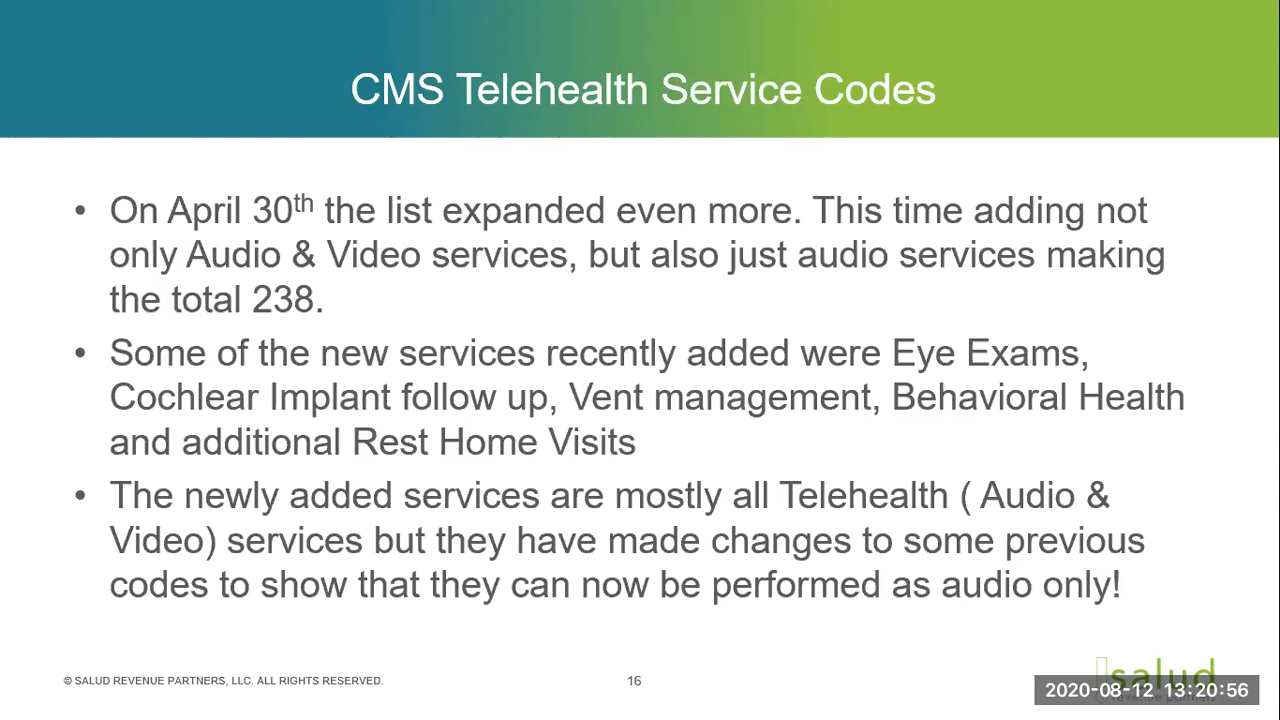 CMS Telehealth Service Codes
• On April 30th the list expanded even more. This time adding not
only Audio & Video services, but also just audio services making
the total 238.
• Some of the new services recently added were Eye Exams,
Cochlear Implant follow up, Vent management, Behavioral Health
and additional Rest Home Visits
• The newly added services are mostly all Telehealth ( Audio &
Video) services but they have made changes to some previous
codes to show that they can now be performed as audio only!
© SALUD REVENUE PARTNERS, LLC. ALL RIGHTS RESERVED.
16
salud
2020-08-12 13:20:56